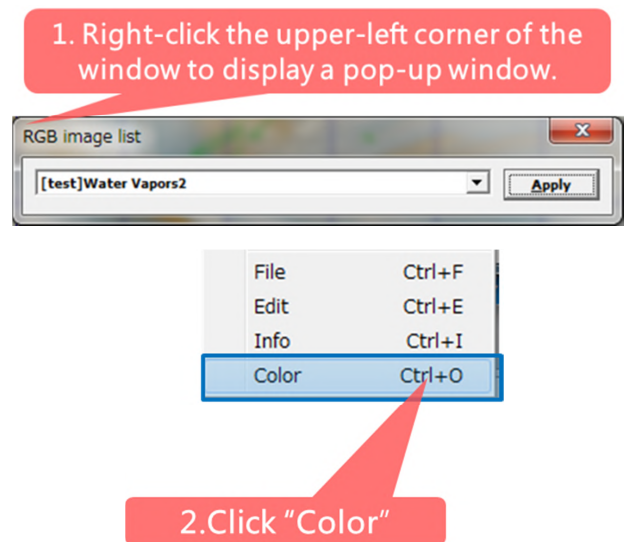 1. Right-click the upper-left corner of the
window to display a pop-up window.
RGB image list
[test]Water Vapors2
Apply
File Ctrl+F
Edit Ctrl+E
Info Ctrl+I
Color Ctrl+O
2.Click “Color”